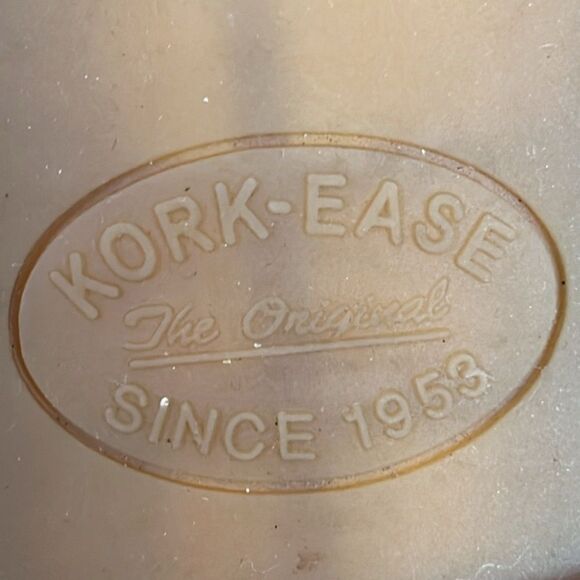 KORK-EASE
The Original
SINCE 1953